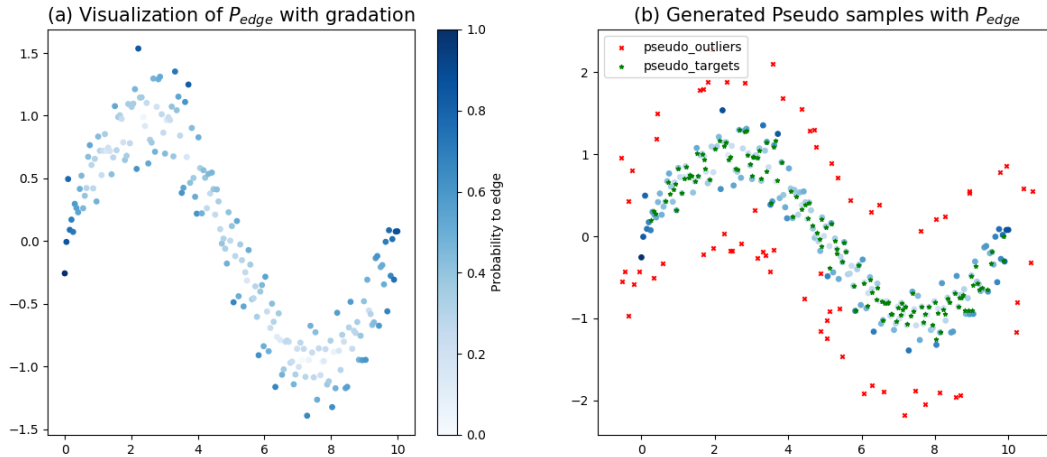 (a) Visualization of P_edge with gradation
1.5
1.0
0.5
0.0
−0.5
−1.0
−1.5
0 2 4 6 8 10
1.0
0.8
0.6
0.4
0.2
0.0
Probability to edge
(b) Generated Pseudo samples with P_edge
pseudo_outliers
pseudo_targets
2
1
0
−1
−2
0 2 4 6 8 10